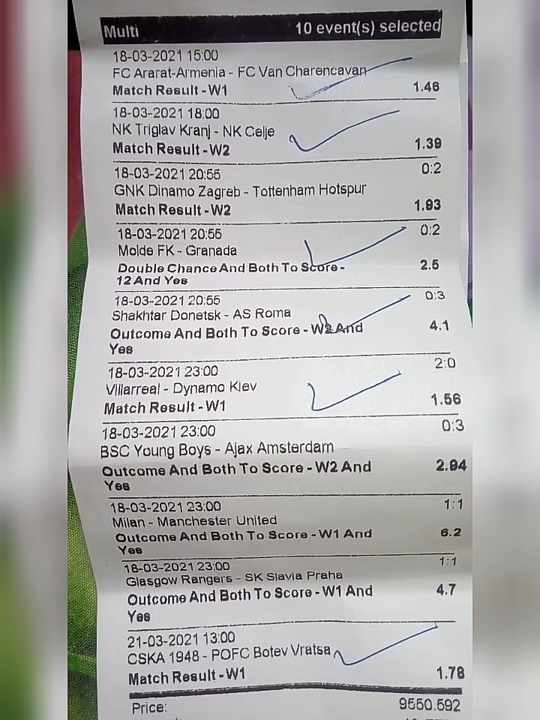 Multi 10 event(s) selected
18-03-2021 15:00
FC Ararat-Armenia - FC Van Charencavan
Match Result - W1 1.46
18-03-2021 18:00
NK Triglav Kranj - NK Celje
Match Result - W2 1.39
18-03-2021 20:55 0:2
GNK Dinamo Zagreb - Tottenham Hotspur
Match Result - W2 1.93
18-03-2021 20:55 0:2
Molde FK - Granada
Double Chance And Both To Score - 2.5
12 And Yes
18-03-2021 20:55 0:3
Shakhtar Donetsk - AS Roma
Outcome And Both To Score - W2 And 4.1
Yes
18-03-2021 23:00 2:0
Villarreal - Dynamo Kiev
Match Result - W1 1.56
18-03-2021 23:00 0:3
BSC Young Boys - Ajax Amsterdam
Outcome And Both To Score - W2 And 2.94
Yes
18-03-2021 23:00 1:1
Milan - Manchester United
Outcome And Both To Score - W1 And 6.2
Yes
18-03-2021 23:00 1:1
Glasgow Rangers - SK Slavia Praha
Outcome And Both To Score - W1 And 4.7
Yes
21-03-2021 13:00
CSKA 1948 - POFC Botev Vratsa
Match Result - W1 1.78
Price: 9550.592